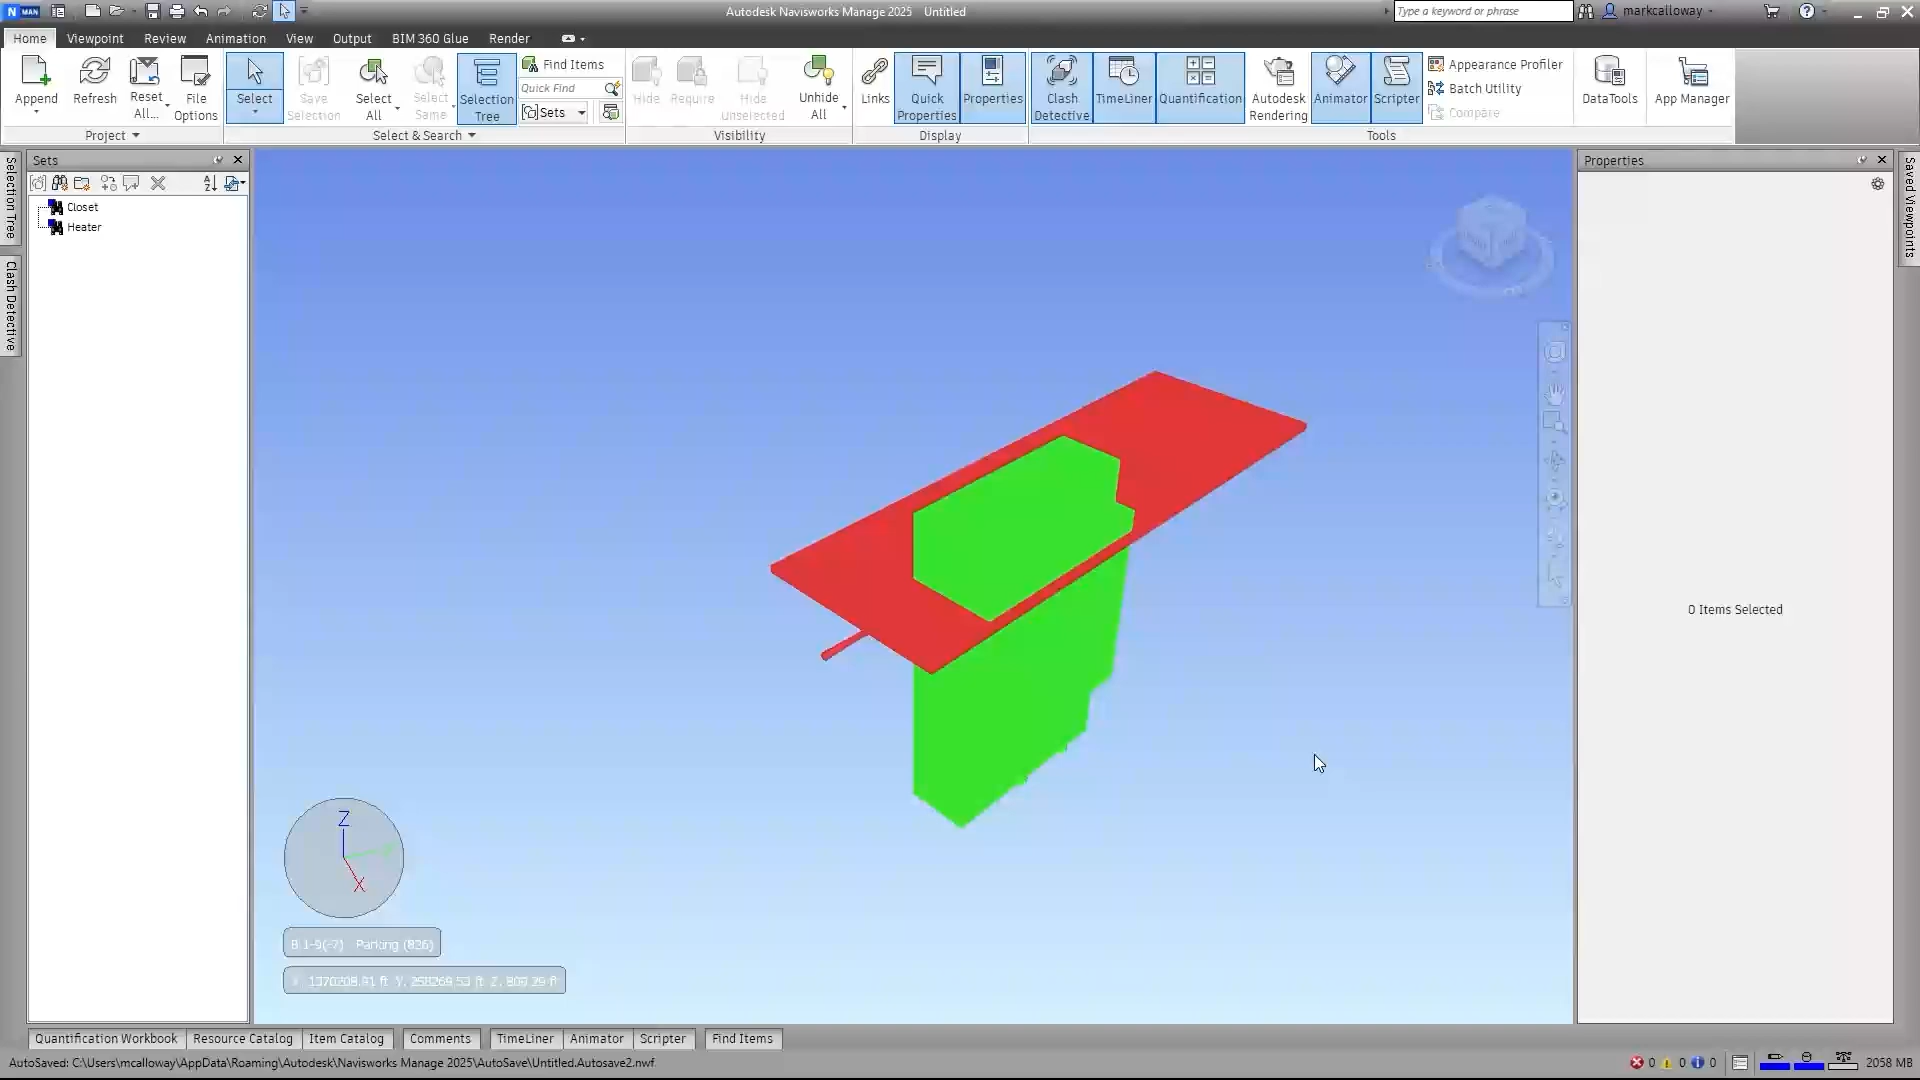 N MAN
Autodesk Navisworks Manage 2025 Untitled
Type a keyword or phrase
markcalloway
Home Viewpoint Review Animation View Output BIM 360 Glue Render
Append
Refresh
Reset All...
File Options
Project
Select
Save Selection
Select All
Select Same
Selection Tree
Find Items
Quick Find
Sets
Select & Search
Hide
Require
Hide Unselected
Unhide All
Visibility
Links
Quick Properties
Properties
Display
Clash Detective
TimeLiner
Quantification
Autodesk Rendering
Animator
Scripter
Appearance Profiler
Batch Utility
Compare
Tools
DataTools
App Manager
Selection Tree
Clash Detective
Sets
Closet
Heater
Z
X
Properties
0 Items Selected
Saved Viewpoints
Quantification Workbook Resource Catalog Item Catalog Comments TimeLiner Animator Scripter Find Items
AutoSaved: C:\Users\mcalloway\AppData\Roaming\Autodesk\Navisworks Manage 2025\AutoSave\Untitled.Autosave2.nwf
0 0 0 2058 MB